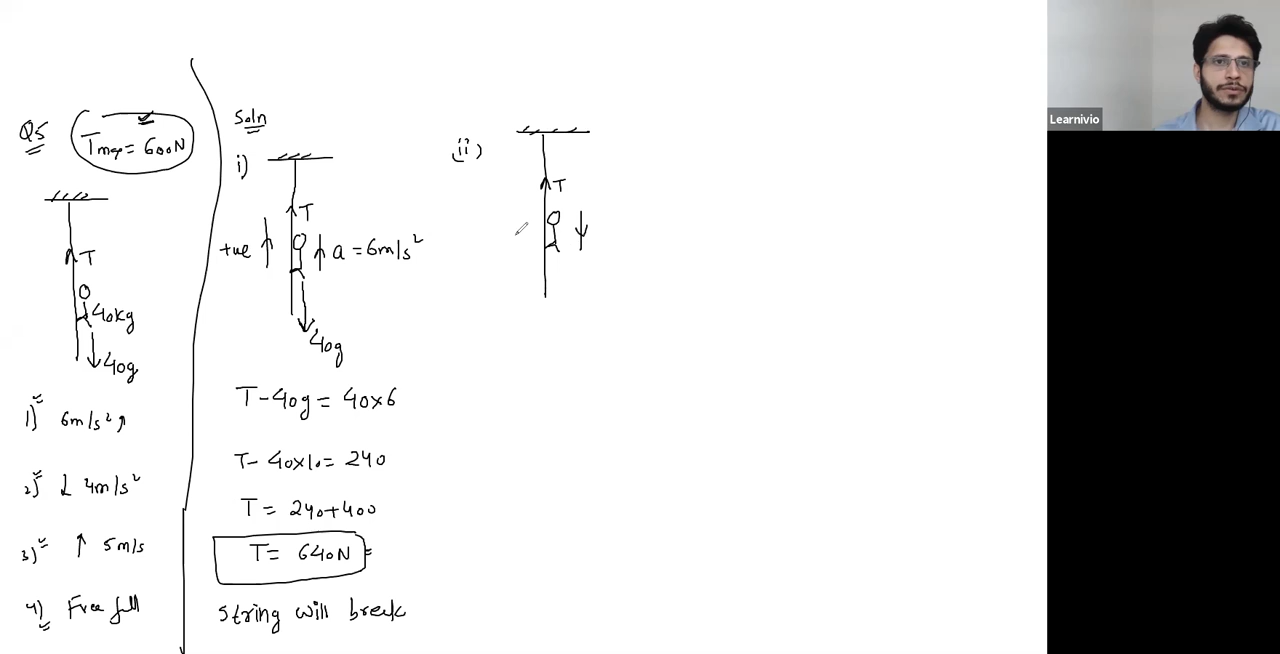 Q5
Tmax = 600N
T
40kg
40g
1) 6m/s² ↑
2) ↓ 4m/s²
3) ↑ 5m/s
4) Free fall
Soln
i)
T
+ve
a = 6m/s²
40g
T - 40g = 40×6
T - 40×10 = 240
T = 240+400
T = 640N
String will break
(ii)
T
Learnivio